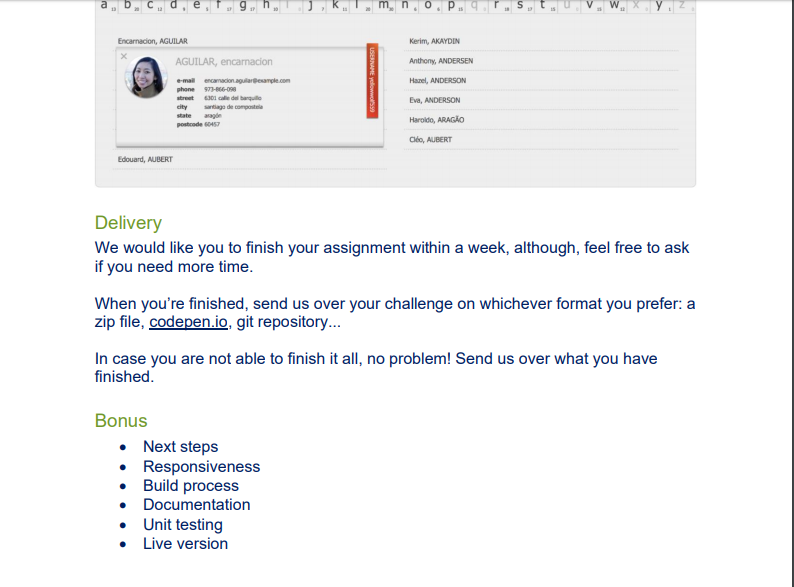 a b c d e f g h i j k l m n o p q r s t u v w x y z
Encarnacion, AGUILAR
AGUILAR, encarnacion
e-mail encarnacion.aguilar@example.com
phone 973-866-098
street 6301 calle del barquillo
city santiago de compostela
state aragón
postcode 60457
USERNAME
Edouard, AUBERT
Kerim, AKAYDIN
Anthony, ANDERSEN
Hazel, ANDERSON
Eva, ANDERSON
Haroldo, ARAGÃO
Cléo, AUBERT
Delivery
We would like you to finish your assignment within a week, although, feel free to ask
if you need more time.
When you’re finished, send us over your challenge on whichever format you prefer: a
zip file, codepen.io, git repository...
In case you are not able to finish it all, no problem! Send us over what you have
finished.
Bonus
• Next steps
• Responsiveness
• Build process
• Documentation
• Unit testing
• Live version